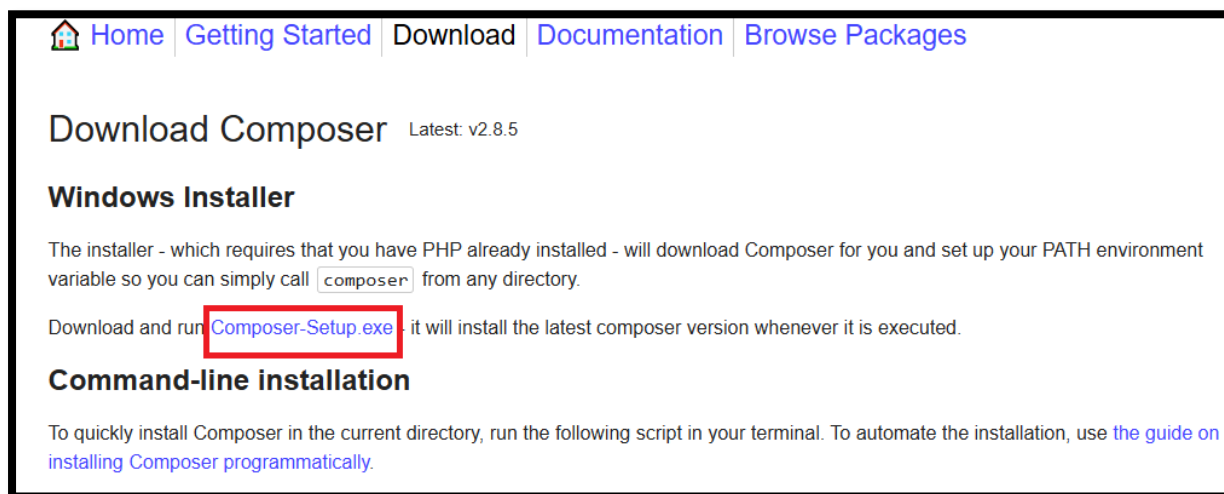 Home Getting Started Download Documentation Browse Packages
Download Composer Latest: v2.8.5
Windows Installer
The installer - which requires that you have PHP already installed - will download Composer for you and set up your PATH environment
variable so you can simply call composer from any directory.
Download and run Composer-Setup.exe - it will install the latest composer version whenever it is executed.
Command-line installation
To quickly install Composer in the current directory, run the following script in your terminal. To automate the installation, use the guide on
installing Composer programmatically.